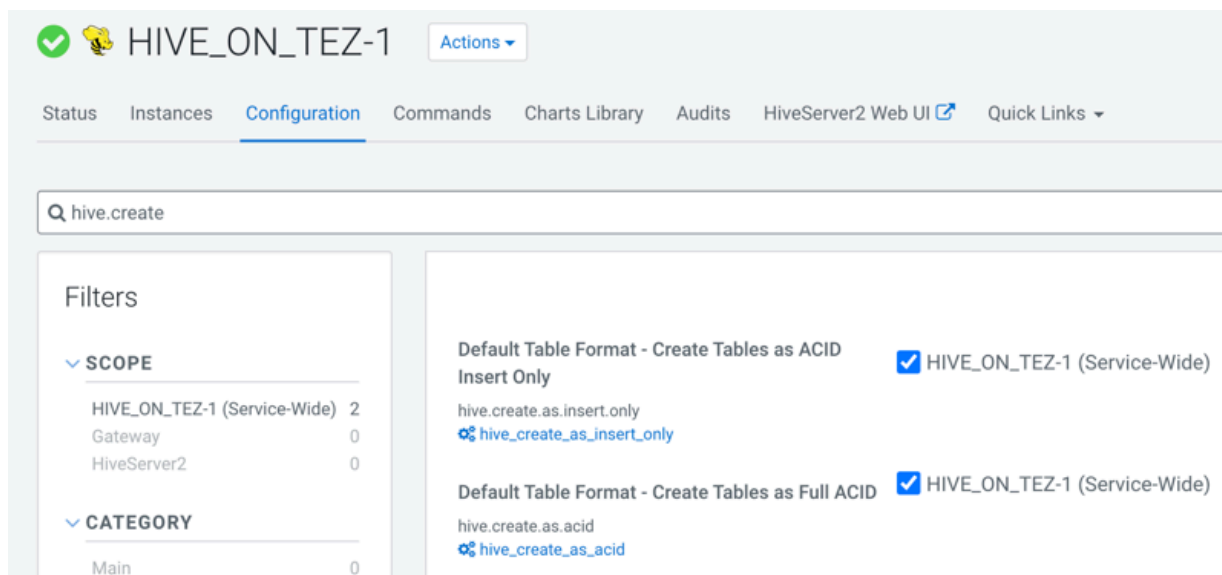 HIVE_ON_TEZ-1 Actions
Status Instances Configuration Commands Charts Library Audits HiveServer2 Web UI Quick Links
hive.create
Filters
SCOPE
HIVE_ON_TEZ-1 (Service-Wide) 2
Gateway 0
HiveServer2 0
CATEGORY
Main 0
Default Table Format - Create Tables as ACID
Insert Only
HIVE_ON_TEZ-1 (Service-Wide)
hive.create.as.insert.only
hive_create_as_insert_only
Default Table Format - Create Tables as Full ACID
HIVE_ON_TEZ-1 (Service-Wide)
hive.create.as.acid
hive_create_as_acid